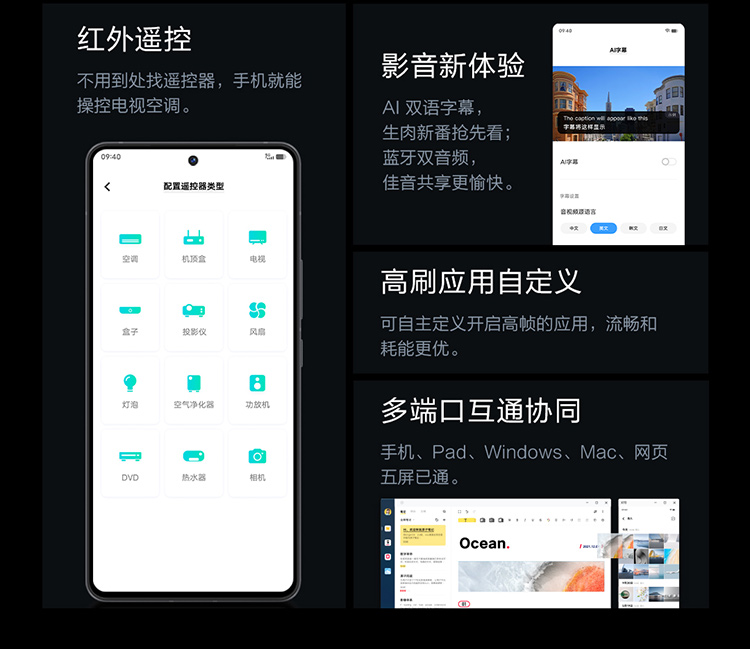 红外遥控
不用到处找遥控器，手机就能
操控电视空调。
09:40
配置遥控器类型
空调
机顶盒
电视
盒子
投影仪
风扇
灯泡
空气净化器
功放机
DVD
热水器
相机
影音新体验
AI 双语字幕，
生肉新番抢先看；
蓝牙双音频，
佳音共享更愉快。
09:48
AI字幕
The caption will appear like this
字幕将这样显示
AI字幕
字幕设置
音视频源语言
中文
英文
韩文
日文
高刷应用自定义
可自主定义开启高帧的应用，流畅和
耗能更优。
多端口互通协同
手机、Pad、Windows、Mac、网页
五屏已通。
Ocean.